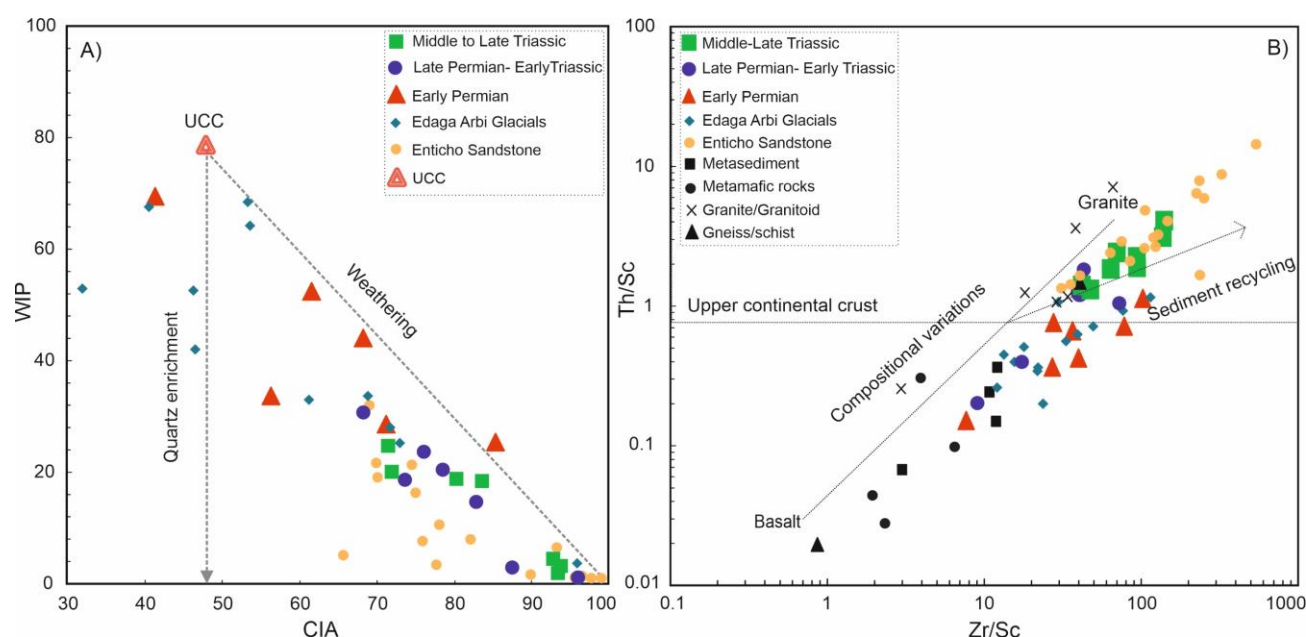 A)
100
80
60
40
20
0
WIP
30
40
50
60
70
80
90
100
CIA
UCC
Quartz enrichment
Weathering
Middle to Late Triassic
Late Permian- EarlyTriassic
Early Permian
Edaga Arbi Glacials
Enticho Sandstone
UCC
B)
100
10
1
0.1
0.01
Th/Sc
0.1
1
10
100
1000
Zr/Sc
Middle-Late Triassic
Late Permian- Early Triassic
Early Permian
Edaga Arbi Glacials
Enticho Sandstone
Metasediment
Metamafic rocks
Granite/Granitoid
Gneiss/schist
Granite
Upper continental crust
Sediment recycling
Compositional variations
Basalt